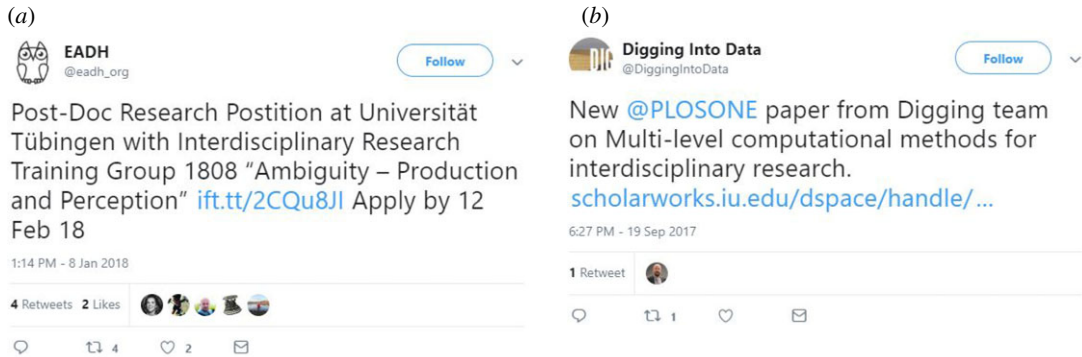 (a)
EADH
@eadh_org
Follow
Post-Doc Research Postition at Universität
Tübingen with Interdisciplinary Research
Training Group 1808 “Ambiguity – Production
and Perception” ift.tt/2CQu8JI Apply by 12
Feb 18
1:14 PM - 8 Jan 2018
4 Retweets 2 Likes
4 2
(b)
DIG
Digging Into Data
@DiggingIntoData
Follow
New @PLOSONE paper from Digging team
on Multi-level computational methods for
interdisciplinary research.
scholarworks.iu.edu/dspace/handle/…
6:27 PM - 19 Sep 2017
1 Retweet
1